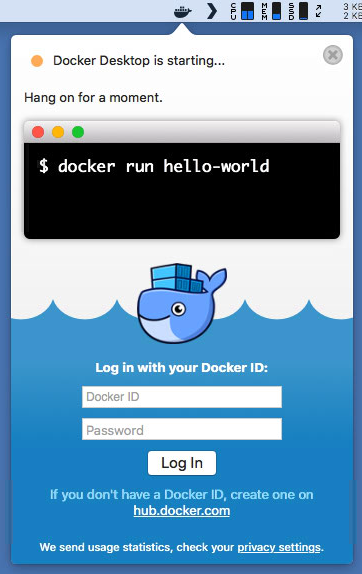 CPU MEM SSD 3 KB
2 KB
Docker Desktop is starting...
Hang on for a moment.
$ docker run hello-world
Log in with your Docker ID:
Docker ID
Password
Log In
If you don't have a Docker ID, create one on
hub.docker.com
We send usage statistics, check your privacy settings.